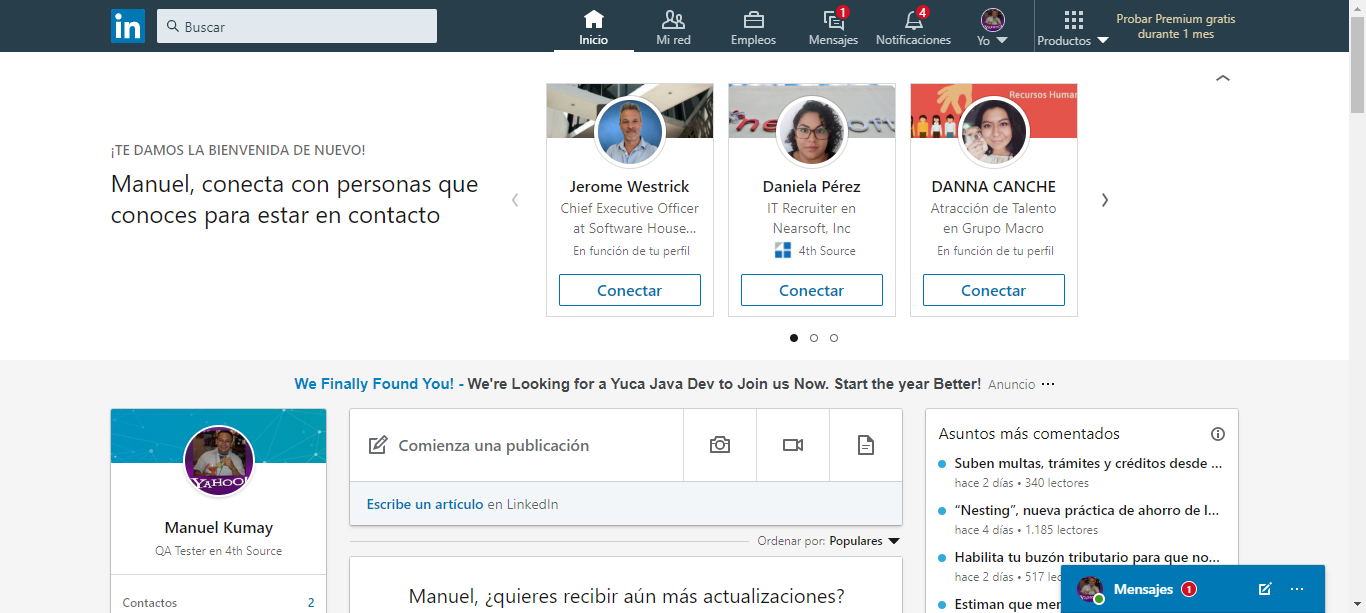 in
Buscar
Inicio
Mi red
Empleos
1
Mensajes
4
Notificaciones
Yo
Productos
Probar Premium gratis
durante 1 mes
¡TE DAMOS LA BIENVENIDA DE NUEVO!
Manuel, conecta con personas que
conoces para estar en contacto
Jerome Westrick
Chief Executive Officer
at Software House...
En función de tu perfil
Conectar
Daniela Pérez
IT Recruiter en
Nearsoft, Inc
4th Source
Conectar
Recursos Human
DANNA CANCHE
Atracción de Talento
en Grupo Macro
En función de tu perfil
Conectar
We Finally Found You! - We're Looking for a Yuca Java Dev to Join us Now. Start the year Better! Anuncio ···
YAHOO!
Manuel Kumay
QA Tester en 4th Source
Contactos 2
Comienza una publicación
Escribe un artículo en LinkedIn
Ordenar por: Populares
Manuel, ¿quieres recibir aún más actualizaciones?
Asuntos más comentados
Suben multas, trámites y créditos desde ...
hace 2 días • 340 lectores
“Nesting”, nueva práctica de ahorro de l...
hace 4 días • 1.185 lectores
Habilita tu buzón tributario para que no...
hace 2 días • 517 le
Estiman que mer
Mensajes 1 ···